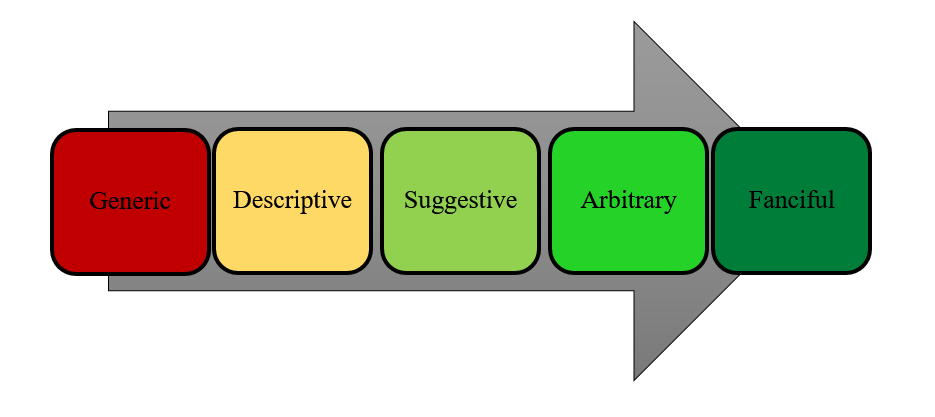 Generic
Descriptive
Suggestive
Arbitrary
Fanciful